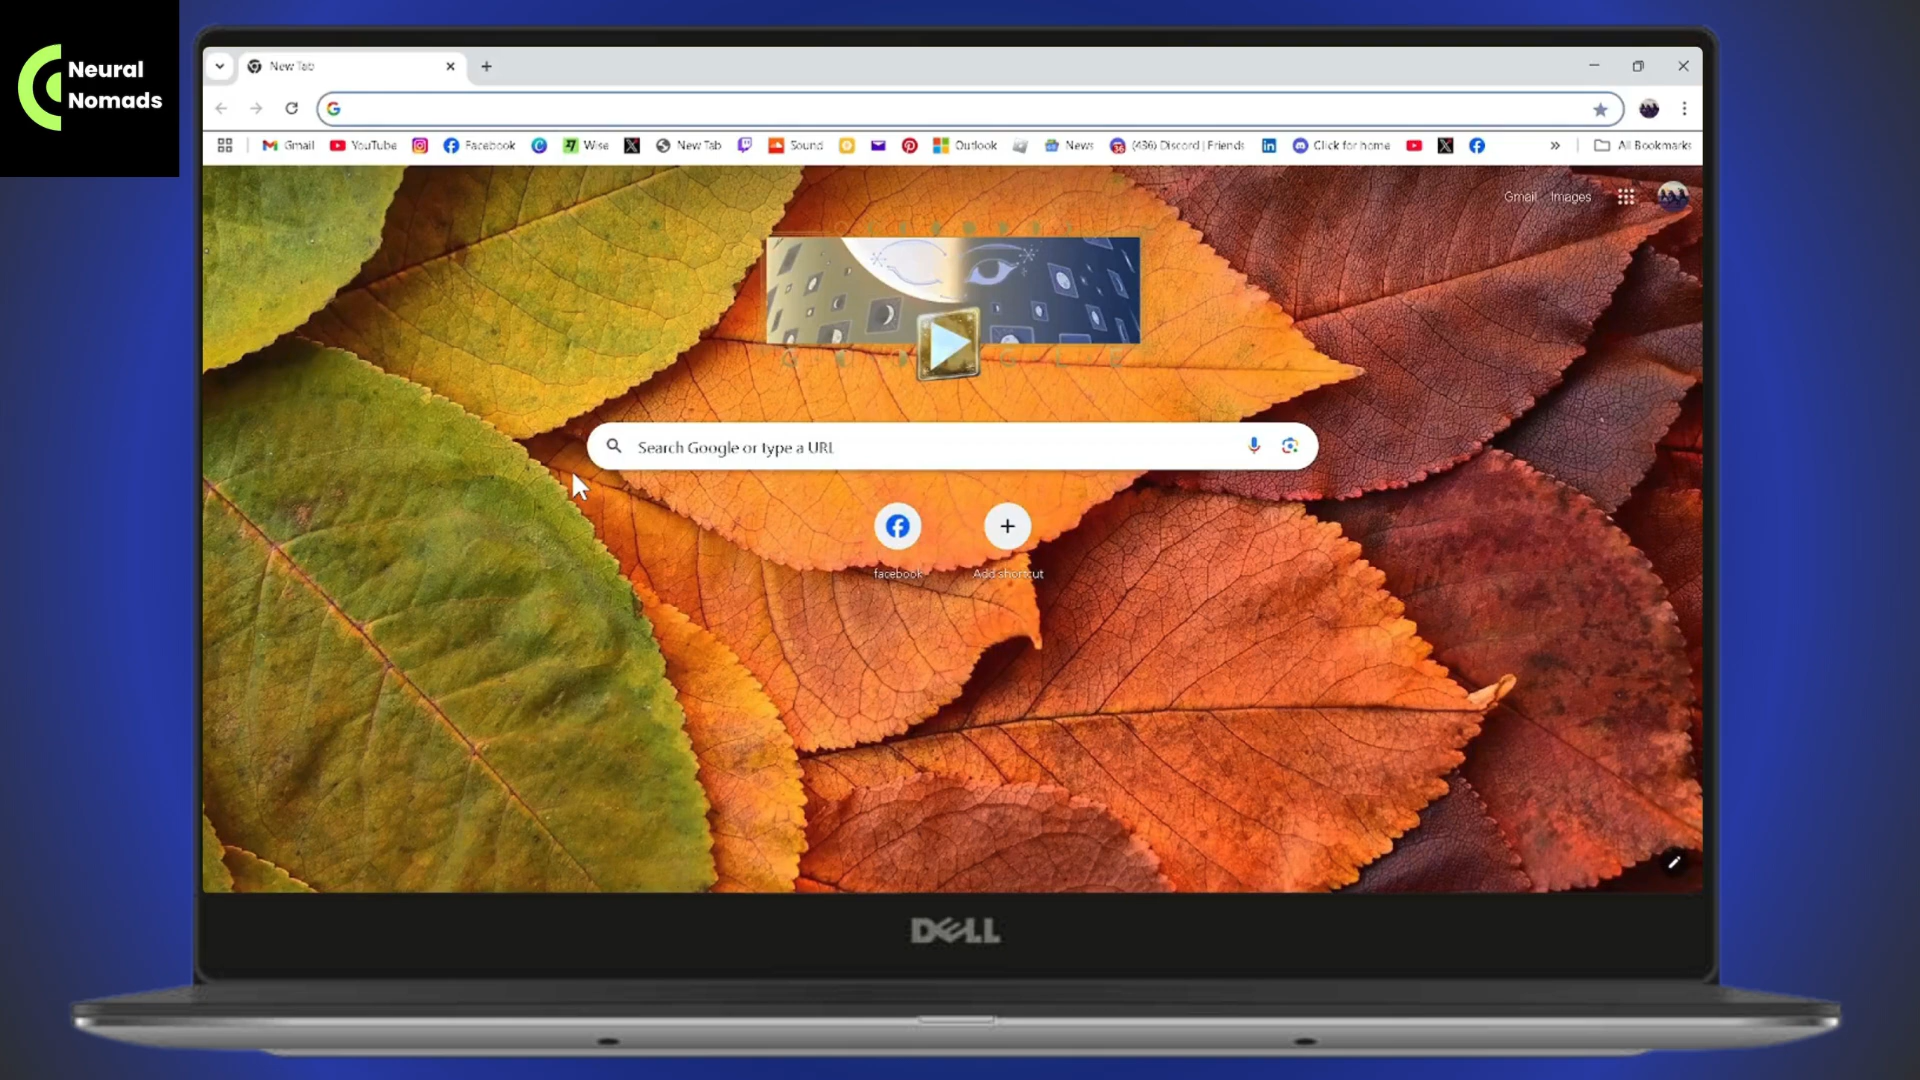 Neural
Nomads
New Tab
Gmail YouTube Facebook Wise New Tab Sound Outlook News (436) Discord | Friends Click for home » All Bookmarks
Gmail Images
Search Google or type a URL
facebook Add shortcut
DELL